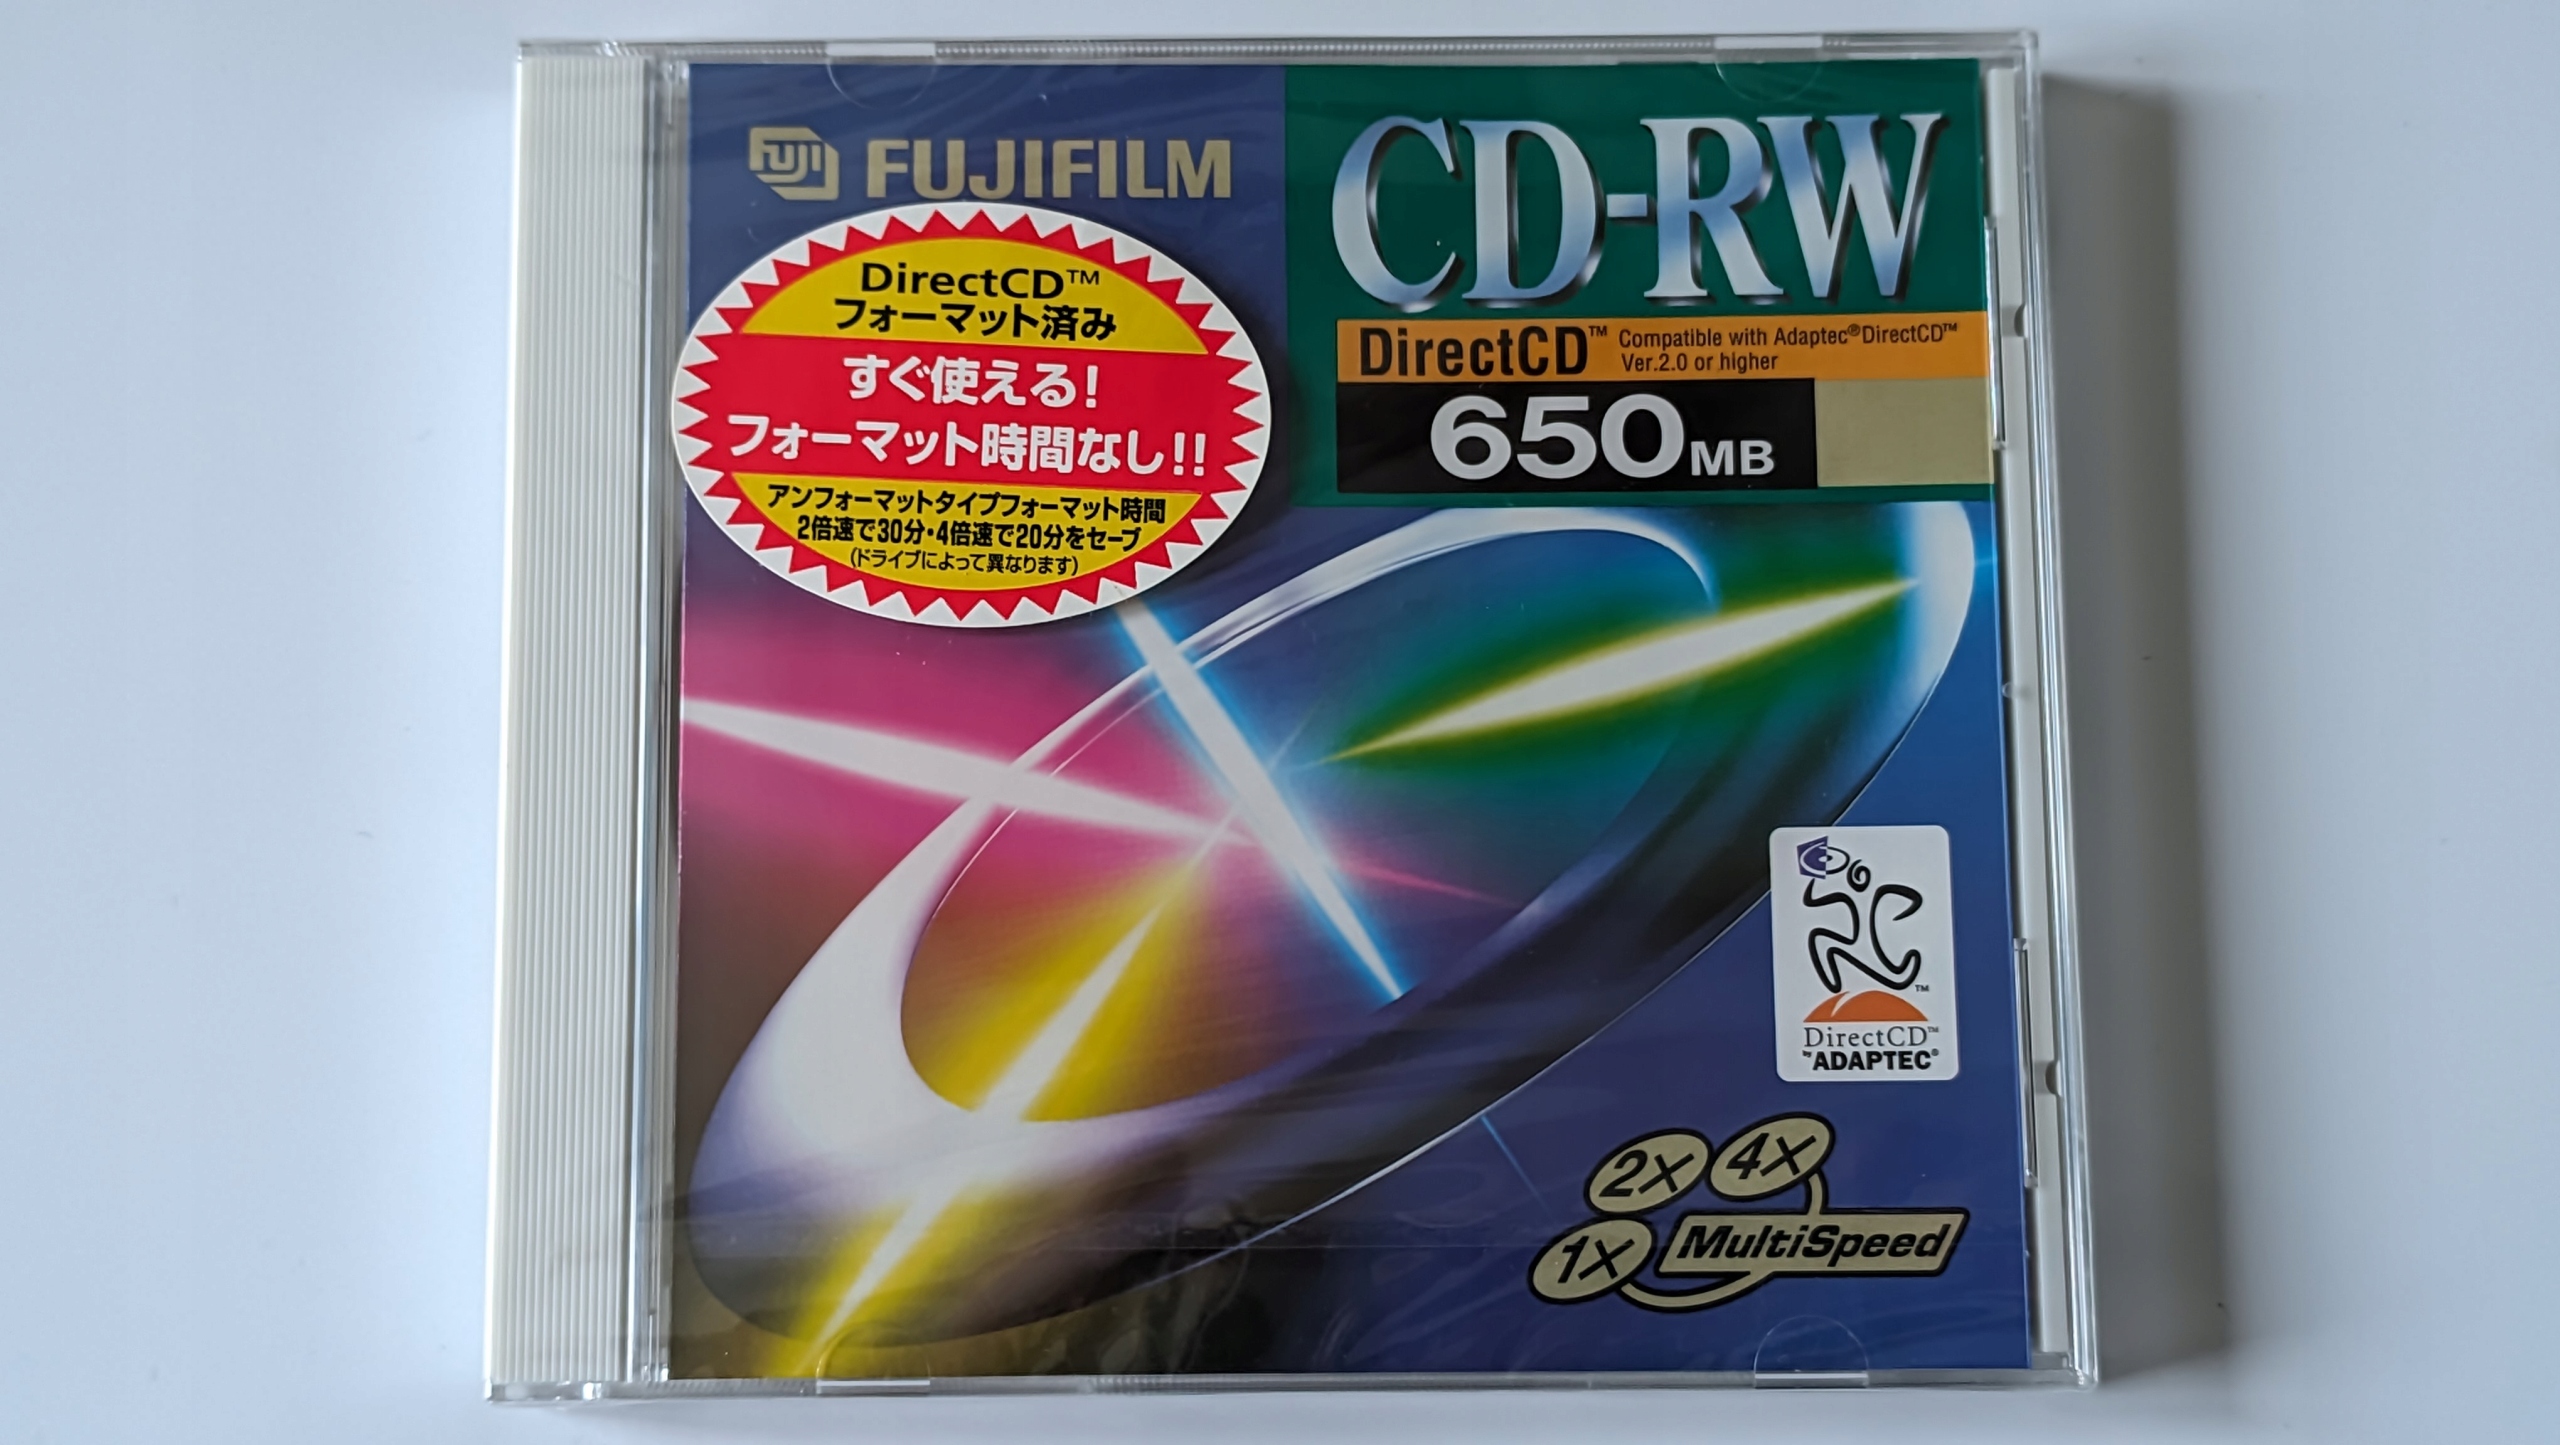 FUJI FUJIFILM
CD-RW
DirectCD™
フォーマット済み
すぐ使える!
フォーマット時間なし!!
アンフォーマットタイプフォーマット時間
2倍速で30分・4倍速で20分をセーブ
(ドライブによって異なります)
DirectCD™ Compatible with Adaptec®DirectCD™
Ver.2.0 or higher
650MB
™
DirectCD™
by ADAPTEC®
2X 4X
1X MultiSpeed